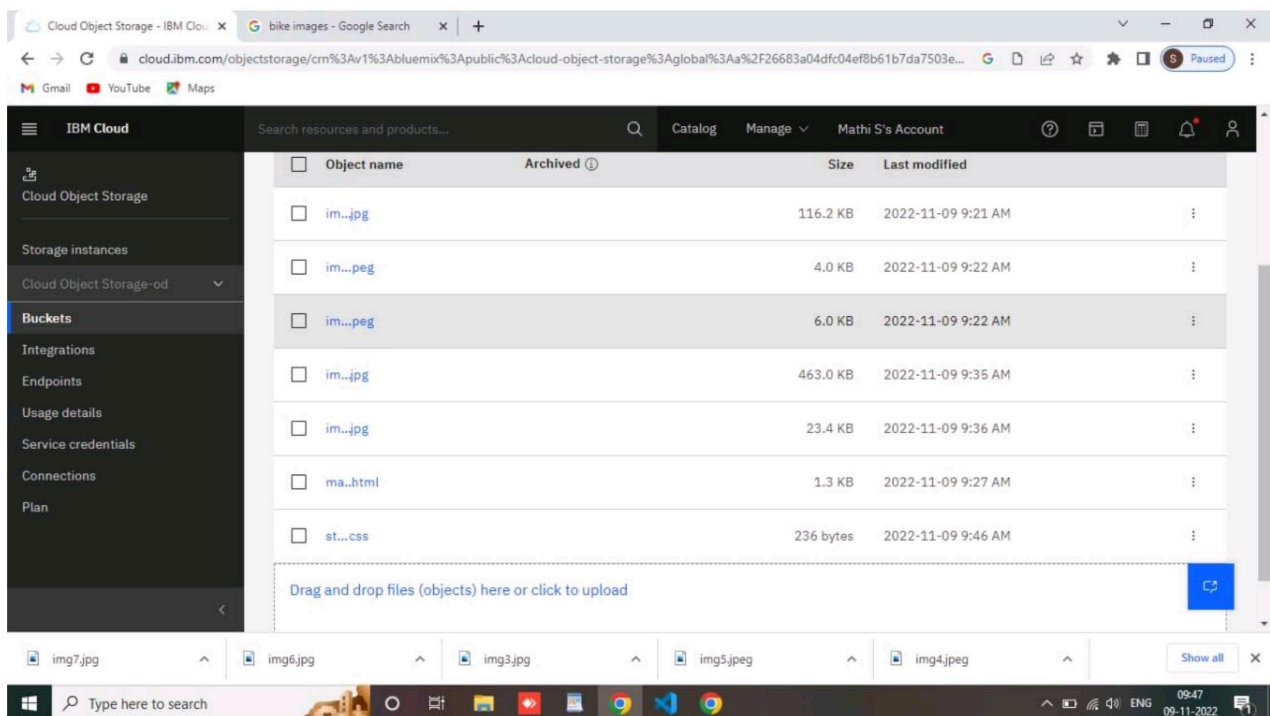 Cloud Object Storage - IBM Clou
bike images - Google Search
cloud.ibm.com/objectstorage/crn%3Av1%3Abluemix%3Apublic%3Acloud-object-storage%3Aglobal%3Aa%2F26683a04dfc04ef8b61b7da7503e...
S Paused
Gmail YouTube Maps
IBM Cloud Search resources and products... Catalog Manage Mathi S's Account
Cloud Object Storage
Storage instances
Cloud Object Storage-od
Buckets
Integrations
Endpoints
Usage details
Service credentials
Connections
Plan
Object name Archived Size Last modified
im...jpg 116.2 KB 2022-11-09 9:21 AM
im...peg 4.0 KB 2022-11-09 9:22 AM
im...peg 6.0 KB 2022-11-09 9:22 AM
im...jpg 463.0 KB 2022-11-09 9:35 AM
im...jpg 23.4 KB 2022-11-09 9:36 AM
ma..html 1.3 KB 2022-11-09 9:27 AM
st...css 236 bytes 2022-11-09 9:46 AM
Drag and drop files (objects) here or click to upload
img7.jpg img6.jpg img3.jpg img5.jpeg img4.jpeg Show all
Type here to search ENG 09:47
09-11-2022